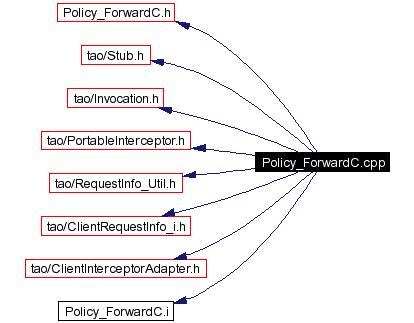 Policy_ForwardC.h
tao/Stub.h
tao/Invocation.h
tao/PortableInterceptor.h
Policy_ForwardC.cpp
tao/RequestInfo_Util.h
tao/ClientRequestInfo_i.h
tao/ClientInterceptorAdapter.h
Policy_ForwardC.i